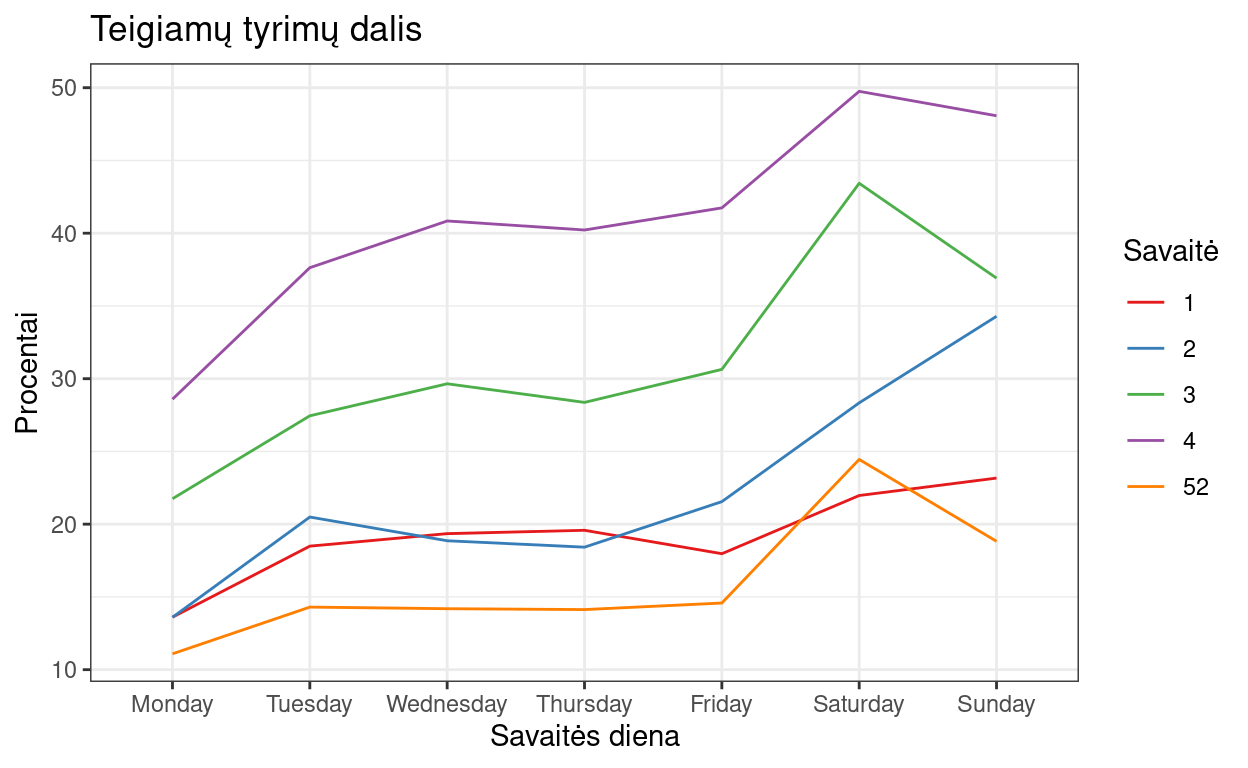 Teigiamų tyrimų dalis
Procentai
50
40
30
20
10
Monday Tuesday Wednesday Thursday Friday Saturday Sunday
Savaitės diena
Savaitė
1
2
3
4
52